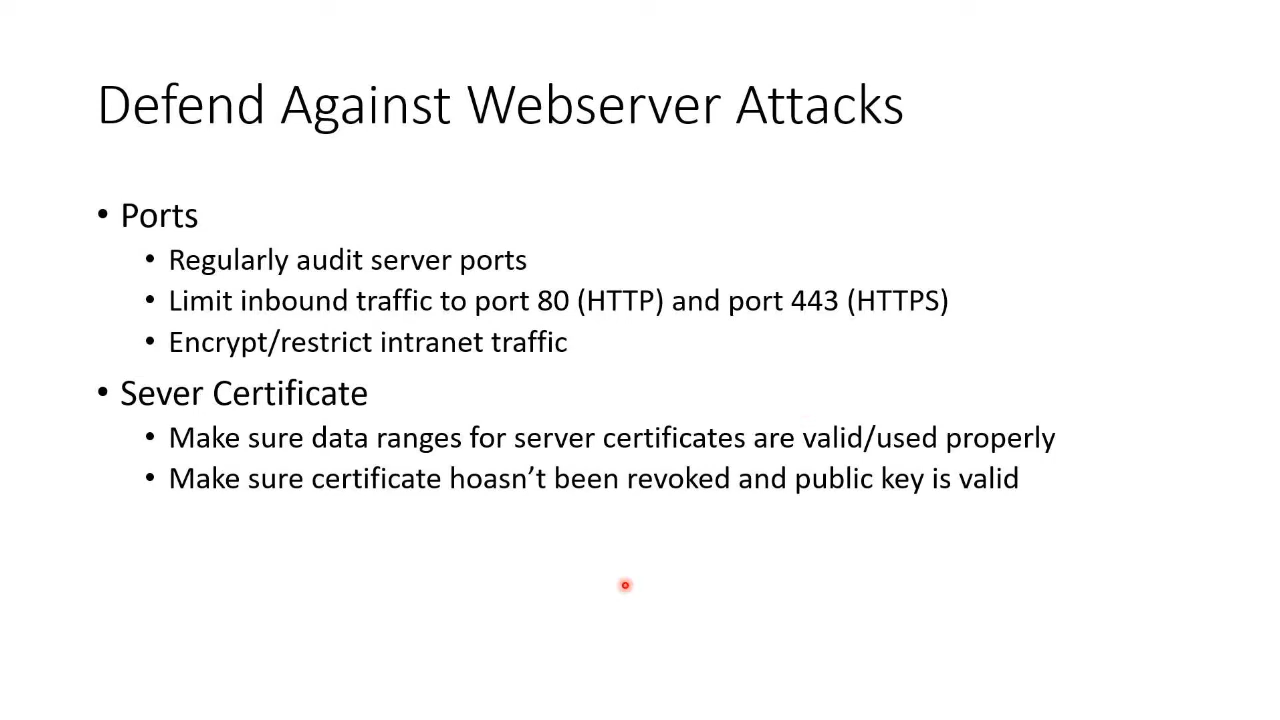 Defend Against Webserver Attacks
• Ports
• Regularly audit server ports
• Limit inbound traffic to port 80 (HTTP) and port 443 (HTTPS)
• Encrypt/restrict intranet traffic
• Sever Certificate
• Make sure data ranges for server certificates are valid/used properly
• Make sure certificate hoasn’t been revoked and public key is valid